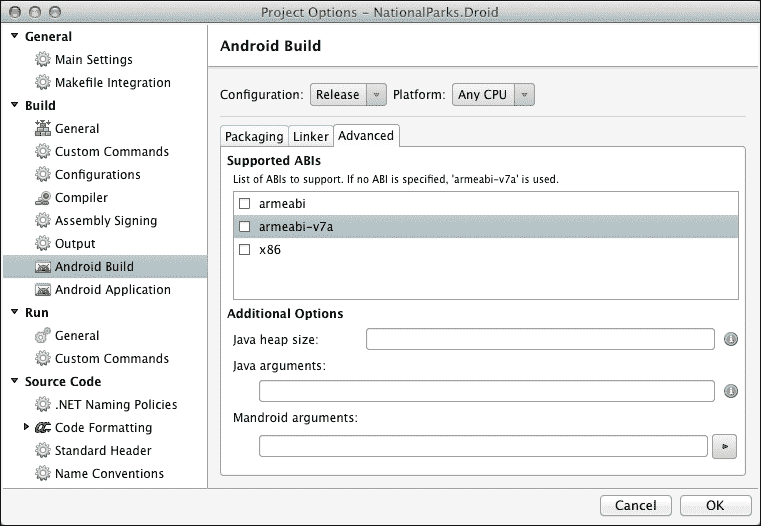 Project Options – NationalParks.Droid
General
Main Settings
Makefile Integration
Build
General
Custom Commands
Configurations
Compiler
Assembly Signing
Output
Android Build
Android Application
Run
General
Custom Commands
Source Code
.NET Naming Policies
Code Formatting
Standard Header
Name Conventions
Android Build
Configuration: Release Platform: Any CPU
Packaging Linker Advanced
Supported ABIs
List of ABIs to support. If no ABI is specified, 'armeabi-v7a' is used.
armeabi
armeabi-v7a
x86
Additional Options
Java heap size:
Java arguments:
Mandroid arguments:
Cancel OK